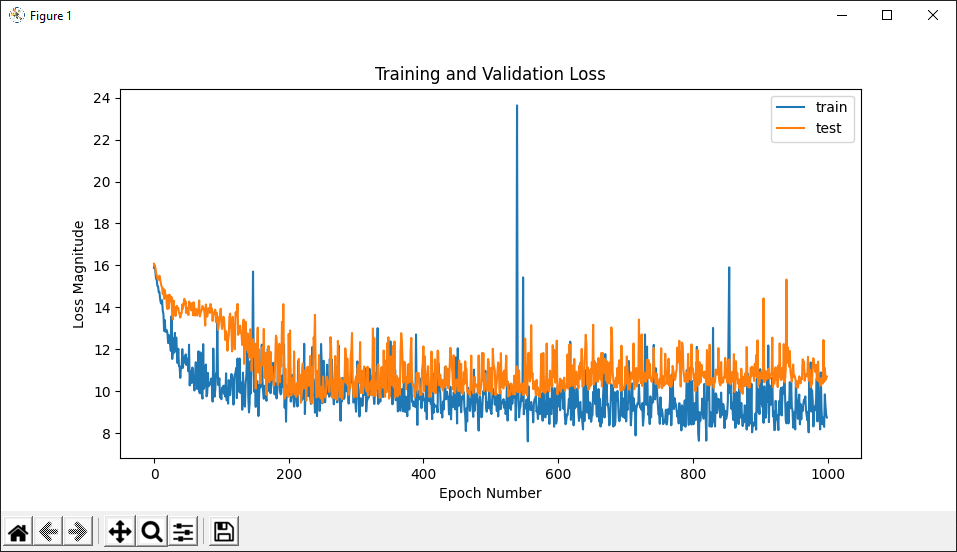 Figure 1
Training and Validation Loss
24
22
20
18
16
14
12
10
8
Loss Magnitude
train
test
0 200 400 600 800 1000
Epoch Number